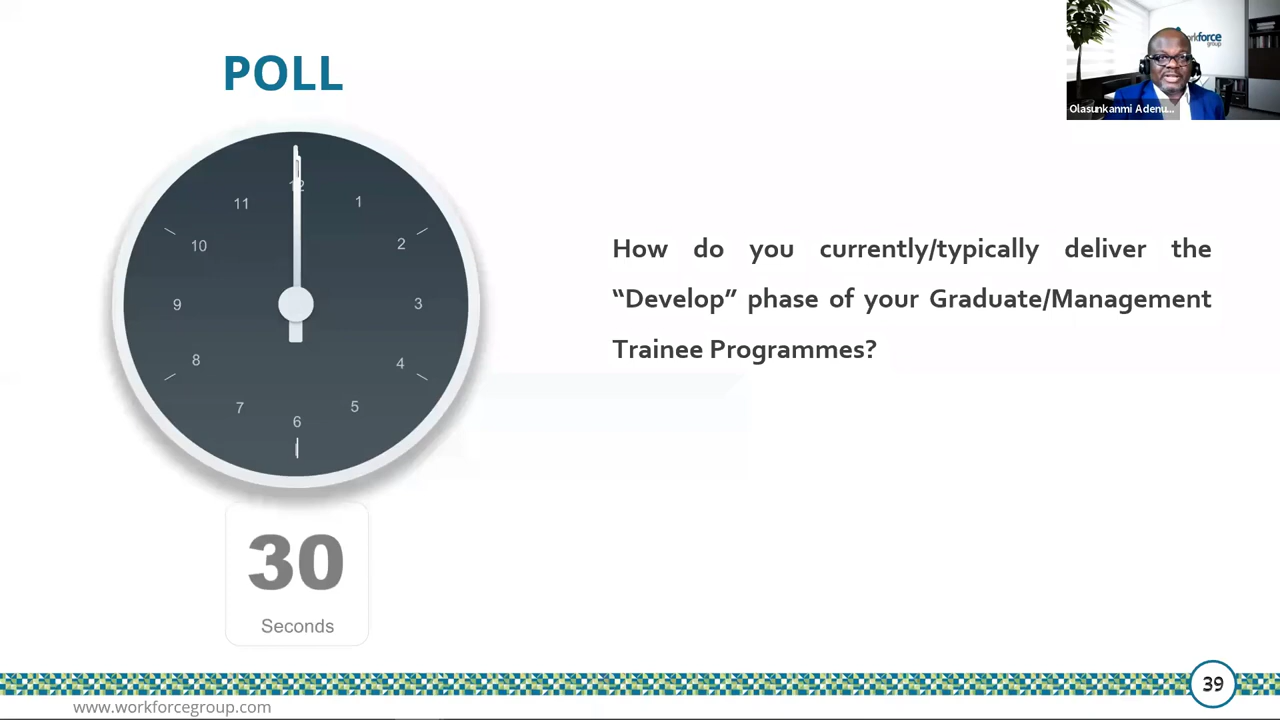 POLL
orkforce
group
Olasunkanmi Adenu...
12
11
1
10
2
9
3
8
4
7
5
6
How do you currently/typically deliver the
“Develop” phase of your Graduate/Management
Trainee Programmes?
30
Seconds
39
www.workforcegroup.com